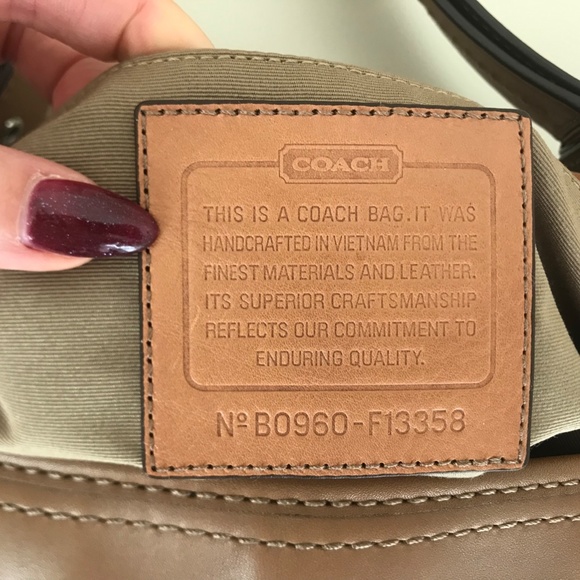 COACH
THIS IS A COACH BAG. IT WAS
HANDCRAFTED IN VIETNAM FROM THE
FINEST MATERIALS AND LEATHER.
ITS SUPERIOR CRAFTSMANSHIP
REFLECTS OUR COMMITMENT TO
ENDURING QUALITY.
Nº B0960-F13358